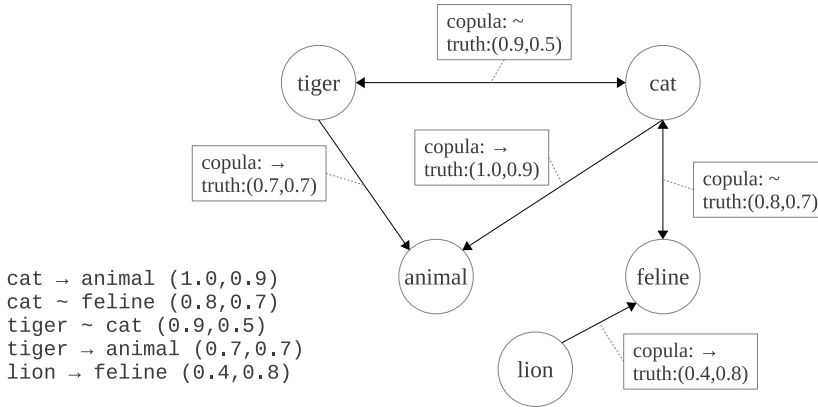 copula: ~
truth:(0.9,0.5)
tiger
cat
copula: →
truth:(0.7,0.7)
copula: →
truth:(1.0,0.9)
copula: ~
truth:(0.8,0.7)
animal
feline
cat → animal (1.0,0.9)
cat ~ feline (0.8,0.7)
tiger ~ cat (0.9,0.5)
tiger → animal (0.7,0.7)
lion → feline (0.4,0.8)
lion
copula: →
truth:(0.4,0.8)